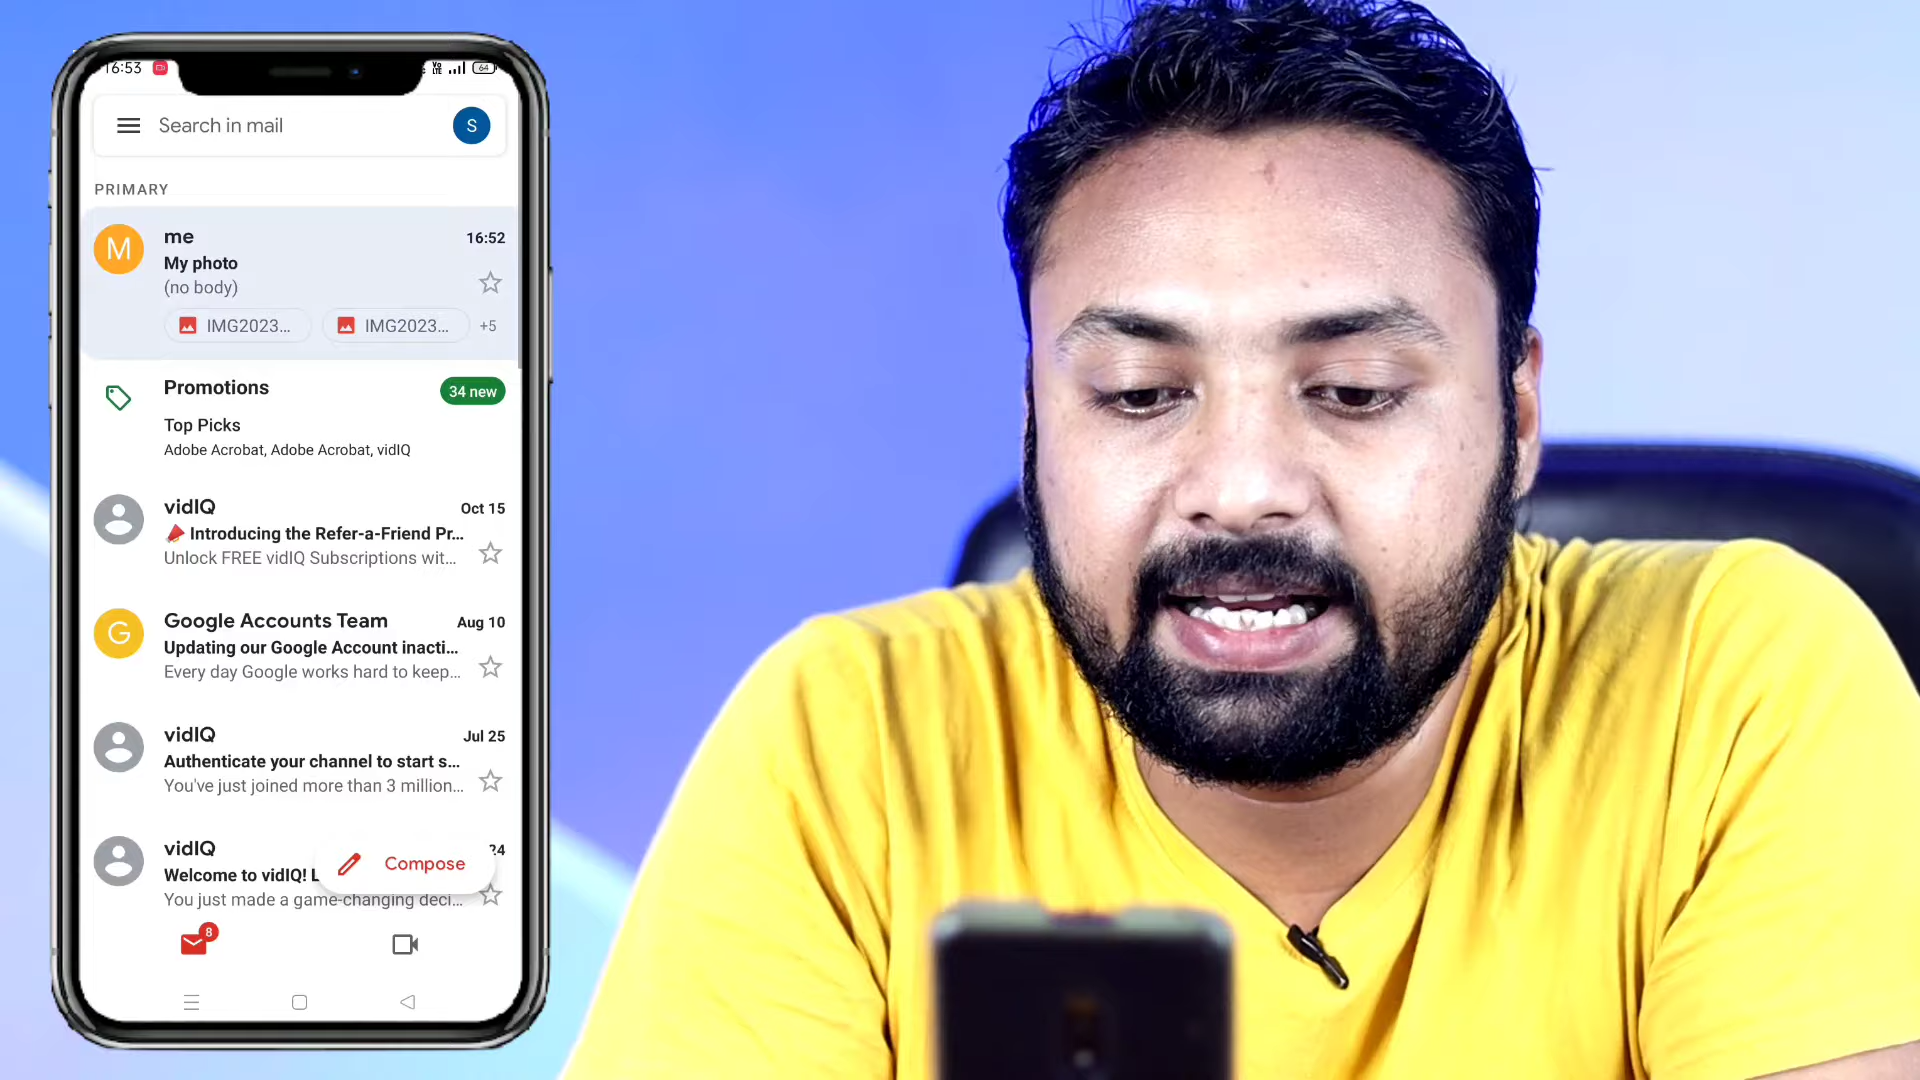 16:53
Vo
LTE
64
Search in mail
S
PRIMARY
M
me
16:52
My photo
(no body)
IMG2023...
IMG2023...
+5
Promotions
34 new
Top Picks
Adobe Acrobat, Adobe Acrobat, vidIQ
vidIQ
Oct 15
Introducing the Refer-a-Friend Pr...
Unlock FREE vidIQ Subscriptions wit...
G
Google Accounts Team
Aug 10
Updating our Google Account inacti...
Every day Google works hard to keep...
vidIQ
Jul 25
Authenticate your channel to start s...
You've just joined more than 3 million...
vidIQ
24
Welcome to vidIQ! L
Compose
You just made a game-changing deci...
8